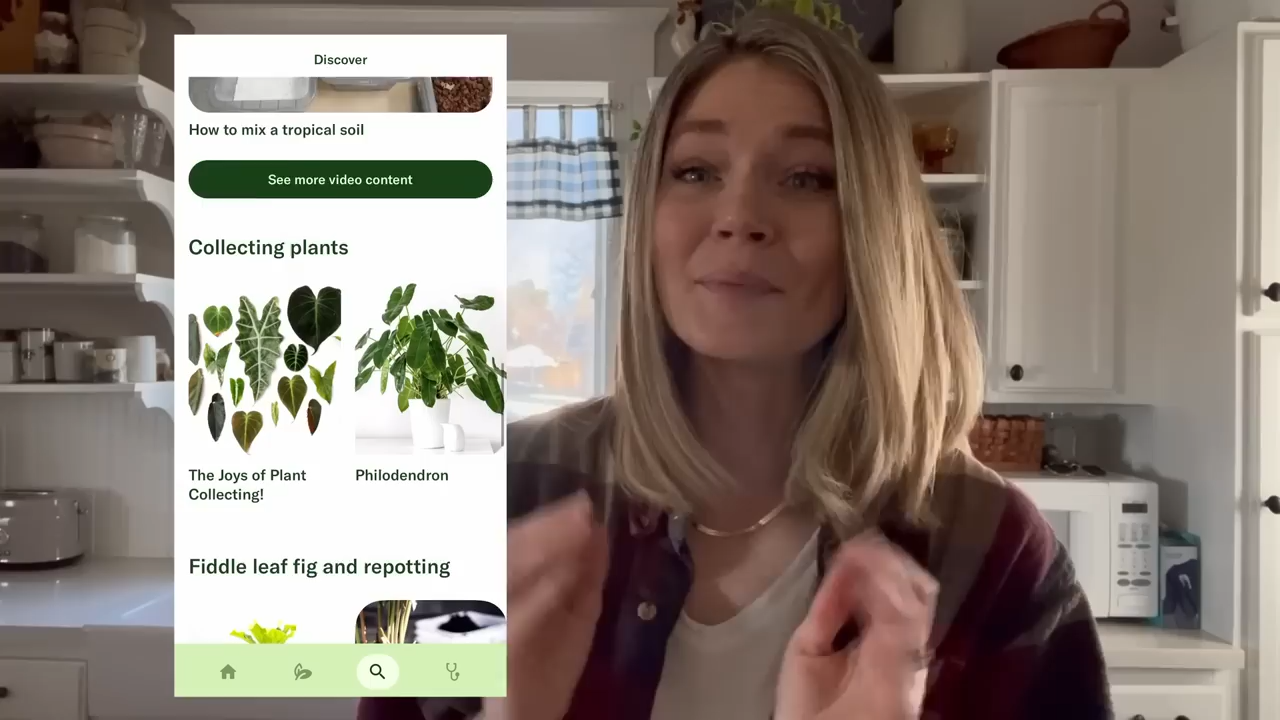 Discover
How to mix a tropical soil
See more video content
Collecting plants
The Joys of Plant
Collecting!
Philodendron
Fiddle leaf fig and repotting